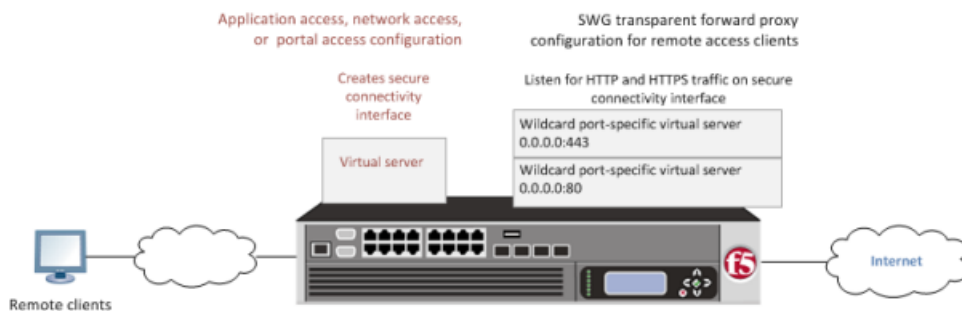 Application access, network access,
or portal access configuration
SWG transparent forward proxy
configuration for remote access clients
Creates secure
connectivity
interface
Listen for HTTP and HTTPS traffic on secure
connectivity interface
Virtual server
Wildcard port-specific virtual server
0.0.0.0:443
Wildcard port-specific virtual server
0.0.0.0:80
f5
Internet
Remote clients